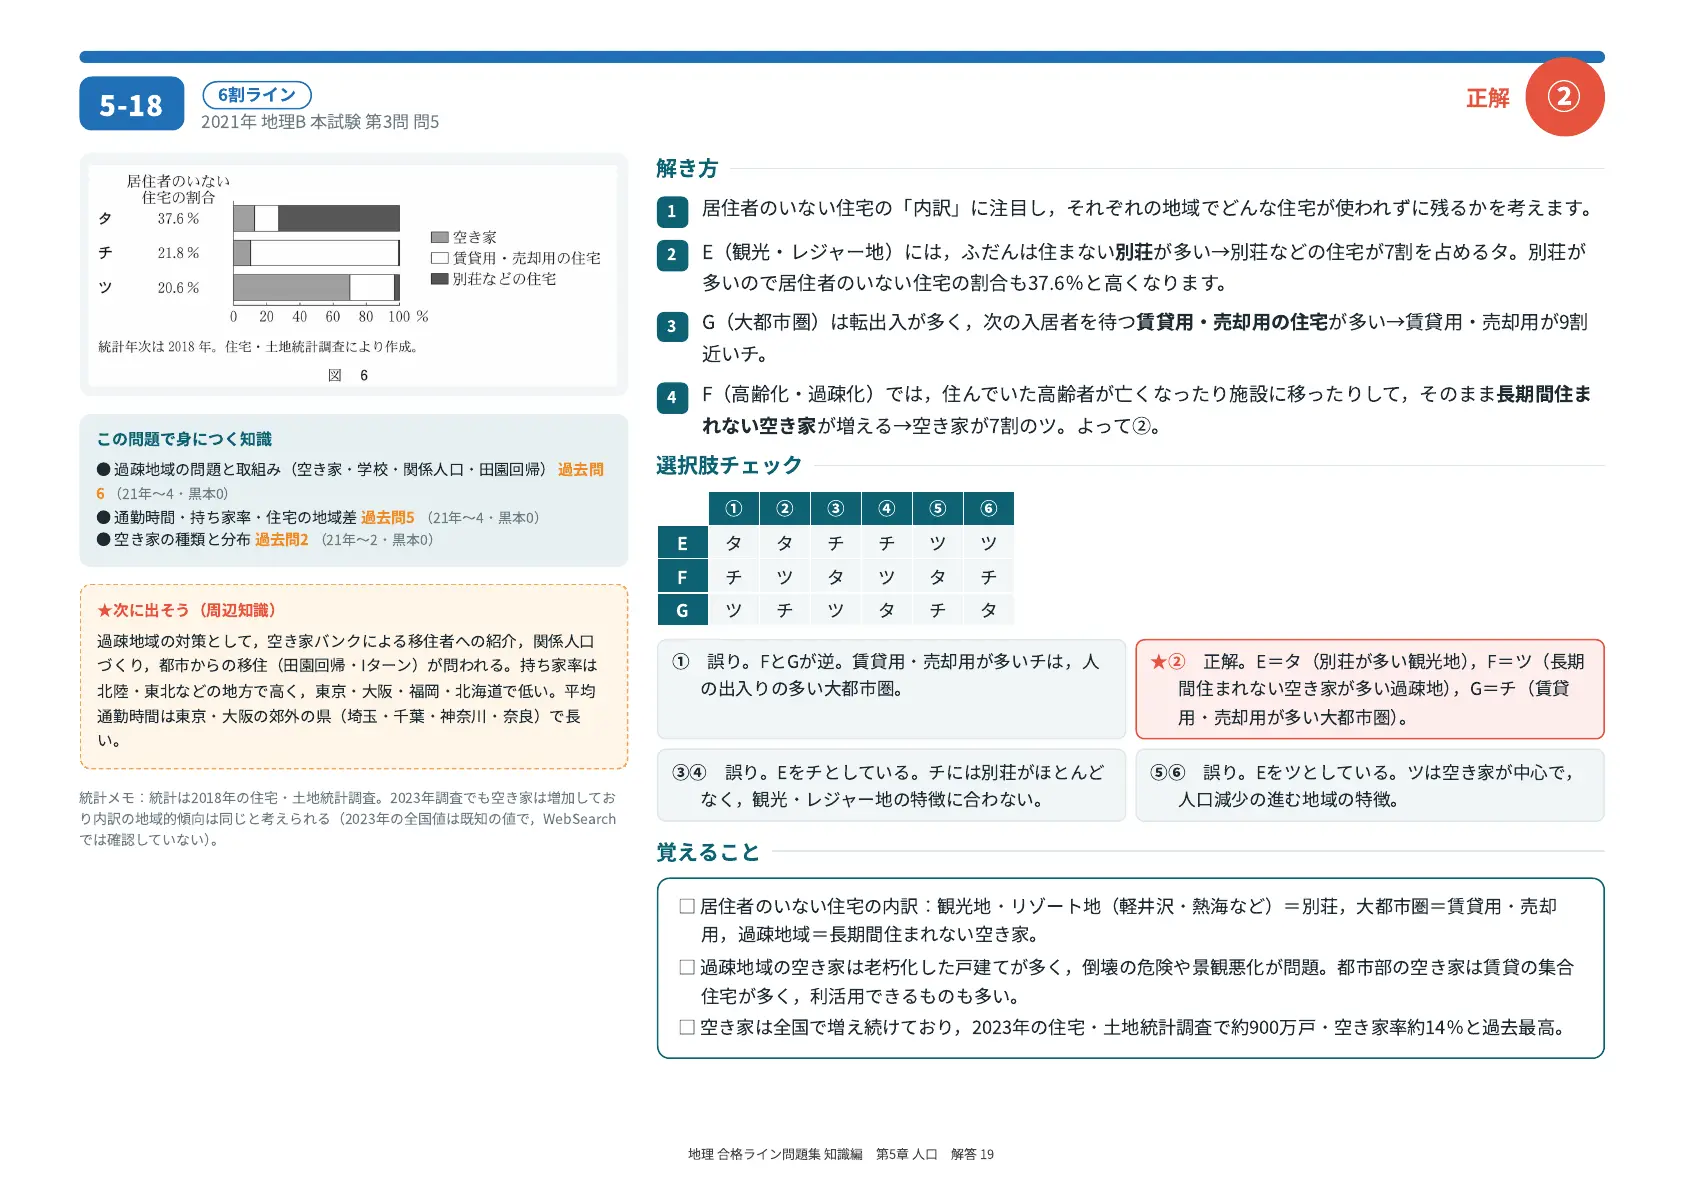 5-18
6割ライン
2021年 地理B 本試験 第3問 問5
正解 ②
居住者のいない
住宅の割合
タ 37.6 %
チ 21.8 %
ツ 20.6 %
空き家
賃貸用・売却用の住宅
別荘などの住宅
0 20 40 60 80 100 %
統計年次は 2018 年。住宅・土地統計調査により作成。
図 6
この問題で身につく知識
●過疎地域の問題と取組み（空き家・学校・関係人口・田園回帰） 過去問
6 （21年〜4・黒本0）
●通勤時間・持ち家率・住宅の地域差 過去問5 （21年〜4・黒本0）
●空き家の種類と分布 過去問2 （21年〜2・黒本0）
★次に出そう（周辺知識）
過疎地域の対策として，空き家バンクによる移住者への紹介，関係人口
づくり，都市からの移住（田園回帰・Iターン）が問われる。持ち家率は
北陸・東北などの地方で高く，東京・大阪・福岡・北海道で低い。平均
通勤時間は東京・大阪の郊外の県（埼玉・千葉・神奈川・奈良）で長
い。
統計メモ：統計は2018年の住宅・土地統計調査。2023年調査でも空き家は増加してお
り内訳の地域的傾向は同じと考えられる（2023年の全国値は既知の値で，WebSearch
では確認していない）。
解き方
1 居住者のいない住宅の「内訳」に注目し，それぞれの地域でどんな住宅が使われずに残るかを考えます。
2 E（観光・レジャー地）には，ふだんは住まない別荘が多い→別荘などの住宅が7割を占めるタ。別荘が
多いので居住者のいない住宅の割合も37.6％と高くなります。
3 G（大都市圏）は転出入が多く，次の入居者を待つ賃貸用・売却用の住宅が多い→賃貸用・売却用が9割
近いチ。
4 F（高齢化・過疎化）では，住んでいた高齢者が亡くなったり施設に移ったりして，そのまま長期間住ま
れない空き家が増える→空き家が7割のツ。よって②。
選択肢チェック
① ② ③ ④ ⑤ ⑥
E タ タ チ チ ツ ツ
F チ ツ タ ツ タ チ
G ツ チ ツ タ チ タ
① 誤り。FとGが逆。賃貸用・売却用が多いチは，人
の出入りの多い大都市圏。
★② 正解。E＝タ（別荘が多い観光地），F＝ツ（長期
間住まれない空き家が多い過疎地），G＝チ（賃貸
用・売却用が多い大都市圏）。
③④ 誤り。Eをチとしている。チには別荘がほとんど
なく，観光・レジャー地の特徴に合わない。
⑤⑥ 誤り。Eをツとしている。ツは空き家が中心で，
人口減少の進む地域の特徴。
覚えること
□ 居住者のいない住宅の内訳：観光地・リゾート地（軽井沢・熱海など）＝別荘，大都市圏＝賃貸用・売却
用，過疎地域＝長期間住まれない空き家。
□ 過疎地域の空き家は老朽化した戸建てが多く，倒壊の危険や景観悪化が問題。都市部の空き家は賃貸の集合
住宅が多く，利活用できるものも多い。
□ 空き家は全国で増え続けており，2023年の住宅・土地統計調査で約900万戸・空き家率約14％と過去最高。
地理 合格ライン問題集 知識編 第5章 人口 解答 19